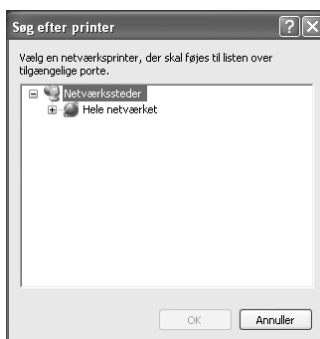 Søg efter printer
Vælg en netværksprinter, der skal føjes til listen over
tilgængelige porte.
Netværkssteder
Hele netværket
OK
Annuller